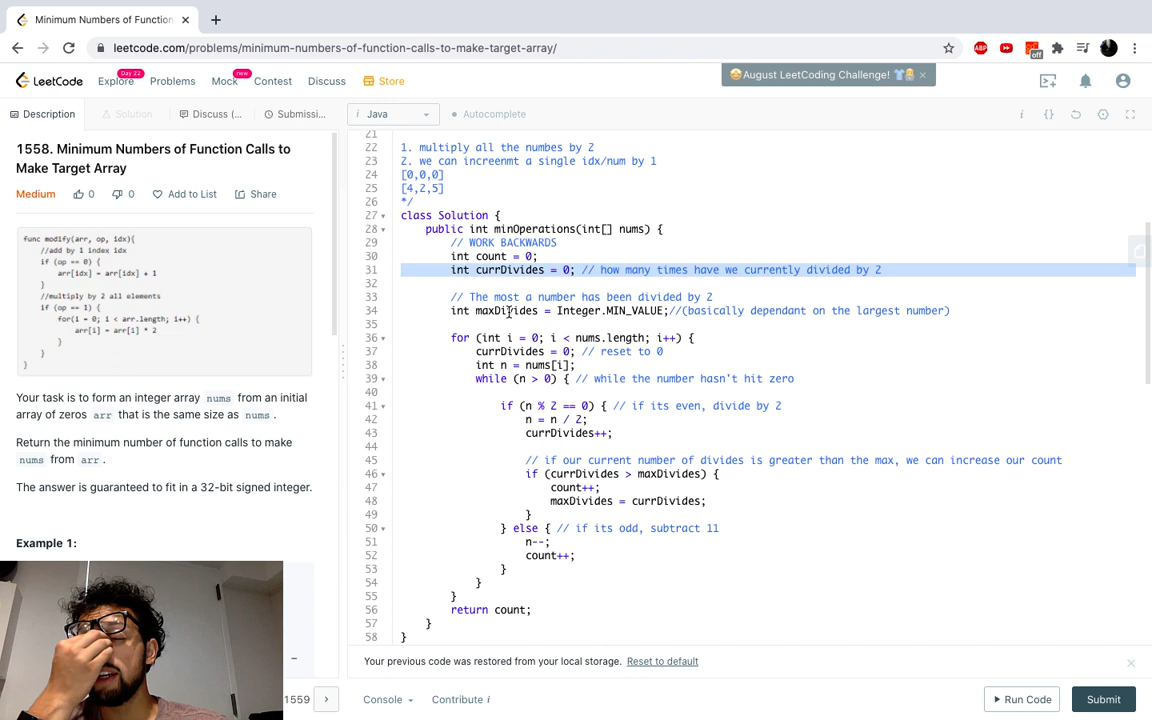 Minimum Numbers of Function
leetcode.com/problems/minimum-numbers-of-function-calls-to-make-target-array/
ABP
off
LeetCode
Explore
Day 22
Problems
Mock
new
Contest
Discuss
Store
August LeetCoding Challenge!
Description
Solution
Discuss (...
Submissi...
i Java
Autocomplete
1558. Minimum Numbers of Function Calls to
Make Target Array
Medium
0
0
Add to List
Share
func modify(arr, op, idx){
//add by 1 index idx
if (op == 0) {
arr[idx] = arr[idx] + 1
}
//multiply by 2 all elements
if (op == 1) {
for(i = 0; i < arr.length; i++) {
arr[i] = arr[i] * 2
}
}
}
Your task is to form an integer array nums from an initial
array of zeros arr that is the same size as nums .
Return the minimum number of function calls to make
nums from arr .
The answer is guaranteed to fit in a 32-bit signed integer.
Example 1:
21
22 1. multiply all the numbes by 2
23 2. we can increenmt a single idx/num by 1
24 [0,0,0]
25 [4,2,5]
26 */
27 class Solution {
28 public int minOperations(int[] nums) {
29 // WORK BACKWARDS
30 int count = 0;
31 int currDivides = 0; // how many times have we currently divided by 2
32
33 // The most a number has been divided by 2
34 int maxDivides = Integer.MIN_VALUE;//(basically dependant on the largest number)
35
36 for (int i = 0; i < nums.length; i++) {
37 currDivides = 0; // reset to 0
38 int n = nums[i];
39 while (n > 0) { // while the number hasn't hit zero
40
41 if (n % 2 == 0) { // if its even, divide by 2
42 n = n / 2;
43 currDivides++;
44
45 // if our current number of divides is greater than the max, we can increase our count
46 if (currDivides > maxDivides) {
47 count++;
48 maxDivides = currDivides;
49 }
50 } else { // if its odd, subtract 11
51 n--;
52 count++;
53 }
54 }
55 }
56 return count;
57 }
58 }
Your previous code was restored from your local storage. Reset to default
1559
Console
Contribute i
Run Code
Submit